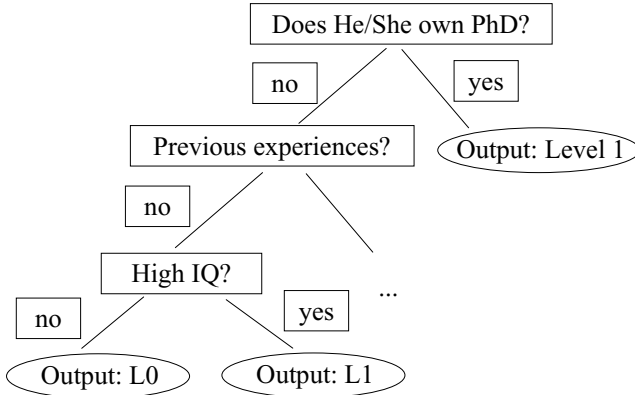 Does He/She own PhD?
no
yes
Previous experiences?
Output: Level 1
no
High IQ?
...
no
yes
Output: L0
Output: L1